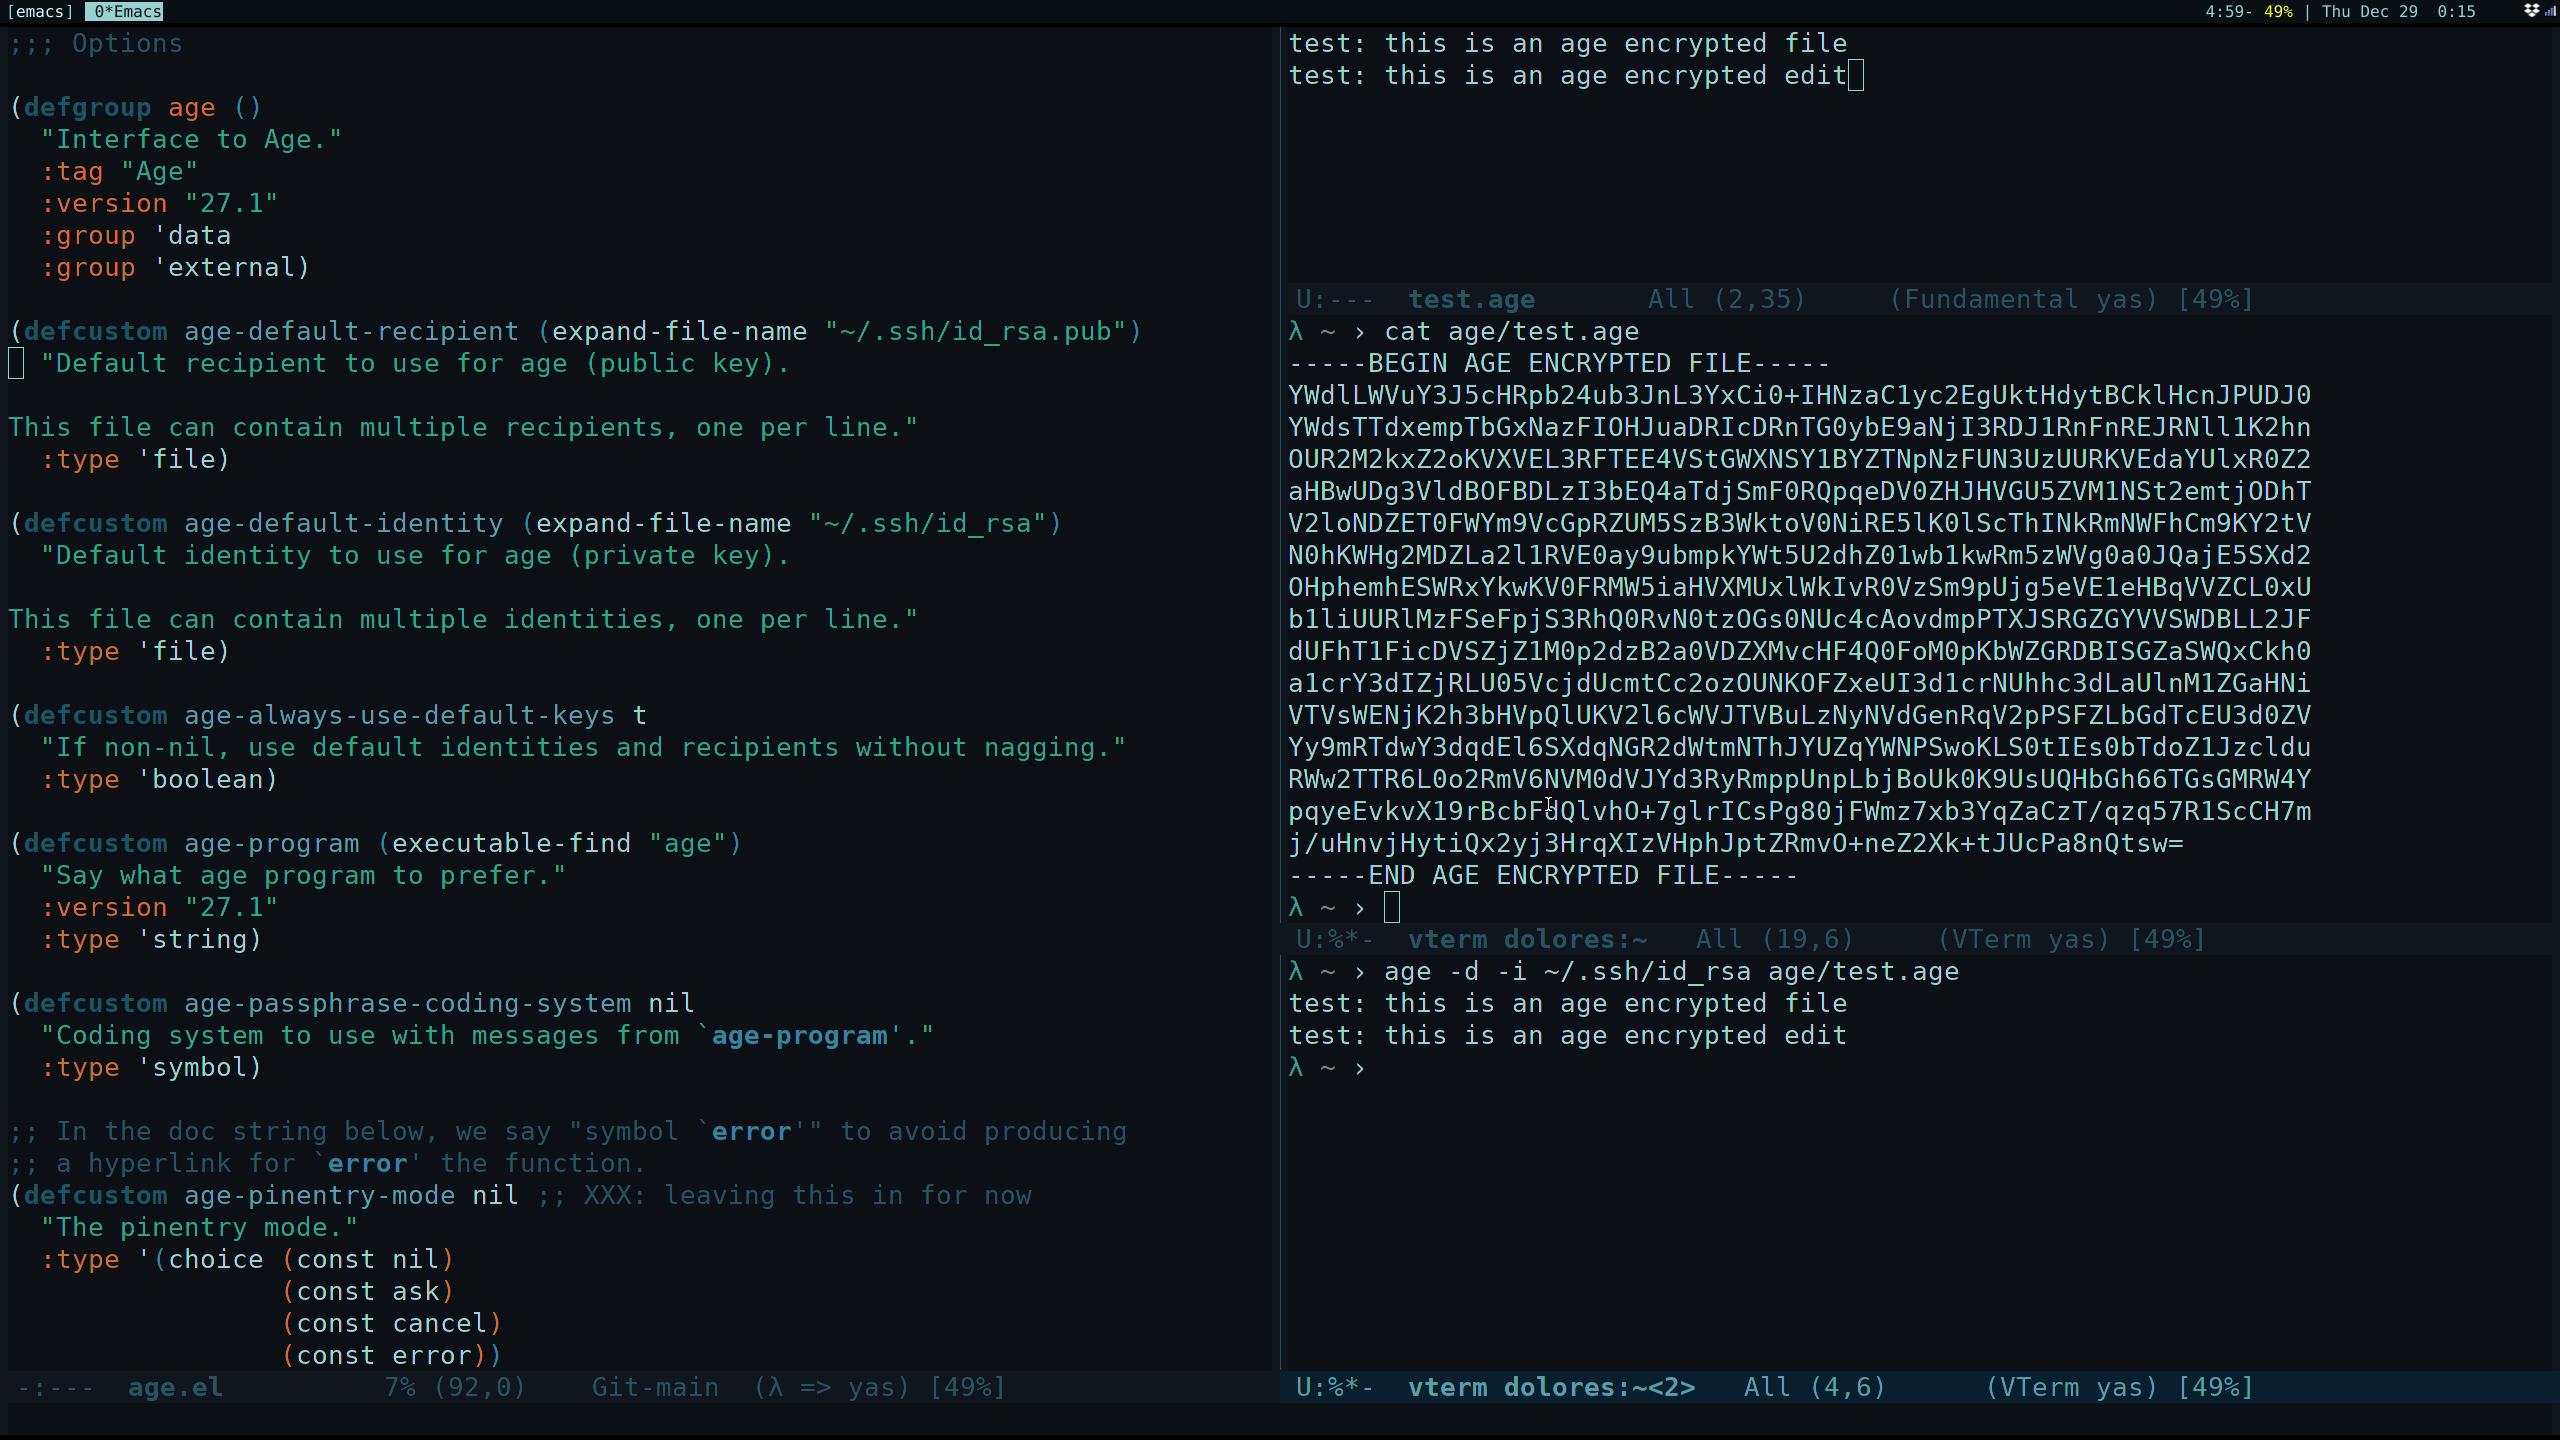 [emacs] 0*Emacs
4:59- 49% | Thu Dec 29  0:15
;;; Options

(defgroup age ()
  "Interface to Age."
  :tag "Age"
  :version "27.1"
  :group 'data
  :group 'external)

(defcustom age-default-recipient (expand-file-name "~/.ssh/id_rsa.pub")
  "Default recipient to use for age (public key).

This file can contain multiple recipients, one per line."
  :type 'file)

(defcustom age-default-identity (expand-file-name "~/.ssh/id_rsa")
  "Default identity to use for age (private key).

This file can contain multiple identities, one per line."
  :type 'file)

(defcustom age-always-use-default-keys t
  "If non-nil, use default identities and recipients without nagging."
  :type 'boolean)

(defcustom age-program (executable-find "age")
  "Say what age program to prefer."
  :version "27.1"
  :type 'string)

(defcustom age-passphrase-coding-system nil
  "Coding system to use with messages from `age-program'."
  :type 'symbol)

;; In the doc string below, we say "symbol `error'" to avoid producing
;; a hyperlink for `error' the function.
(defcustom age-pinentry-mode nil ;; XXX: leaving this in for now
  "The pinentry mode."
  :type '(choice (const nil)
                 (const ask)
                 (const cancel)
                 (const error))
-:---  age.el          7% (92,0)    Git-main  (λ => yas) [49%]
test: this is an age encrypted file
test: this is an age encrypted edit
U:---  test.age       All (2,35)     (Fundamental yas) [49%]
λ ~ › cat age/test.age
-----BEGIN AGE ENCRYPTED FILE-----
YWdlLWVuY3J5cHRpb24ub3JnL3YxCi0+IHNzaC1yc2EgUktHdytBCklHcnJPUDJ0
YWdsTTdxempTbGxNazFIOHJuaDRIcDRnTG0ybE9aNjI3RDJ1RnFnREJRNll1K2hn
OUR2M2kxZ2oKVXVEL3RFTEE4VStGWXNSY1BYZTNpNzFUN3UzUURKVEdaYUlxR0Z2
aHBwUDg3VldBOFBDLzI3bEQ4aTdjSmF0RQpqeDV0ZHJHVGU5ZVM1NSt2emtjODhT
V2loNDZET0FWYm9VcGpRZUM5SzB3WktoV0NiRE5lK0lScThINkRmNWFhCm9KY2tV
N0hKWHg2MDZLa2l1RVE0ay9ubmpkYWt5U2dhZ01wb1kwRm5zWVg0a0JQajE5SXd2
OHphemhESWRxYkwKV0FRMW5iaHVXMUxlWkIvR0VzSm9pUjg5eVE1eHBqVVZCL0xU
b1liUURlMzFSeFpjS3RhQ0RvN0tzOGs0NUc4cAovdmpPTXJSRGZGYVVSWDBLL2JF
dUFhT1FicDVSZjZ1M0p2dzB2a0VDZXMvcHF4Q0FoM0pKbWZGRDBISGZaSWQxCkh0
a1crY3dIZjRLU05VcjdUcmtCc2ozOUNKOFZxeUI3d1crNUhhc3dLaUlnM1ZGaHNi
VTVsWENjK2h3bHVpQlUKV2l6cWVJTVBuLzNyNVdGenRqV2pPSFZLbGdTcEU3d0ZV
Yy9mRTdwY3dqdEl6SXdqNGR2dWtmNThJYUZqYWNPSwoKLS0tIEs0bTdoZ1Jzcldu
RWw2TTR6L0o2RmV6NVM0dVJYd3RyRmppUnpLbjBoUk0K9UsUQHbGh66TGsGMRW4Y
pqyeEvkvX19rBcbFdQlvhO+7glrICsPg80jFWmz7xb3YqZaCzT/qzq57R1ScCH7m
j/uHnvjHytiQx2yj3HrqXIzVHphJptZRmvO+neZ2Xk+tJUcPa8nQtsw=
-----END AGE ENCRYPTED FILE-----
λ ~ ›
U:%*-  vterm dolores:~   All (19,6)     (VTerm yas) [49%]
λ ~ › age -d -i ~/.ssh/id_rsa age/test.age
test: this is an age encrypted file
test: this is an age encrypted edit
λ ~ ›
U:%*-  vterm dolores:~<2>   All (4,6)      (VTerm yas) [49%]